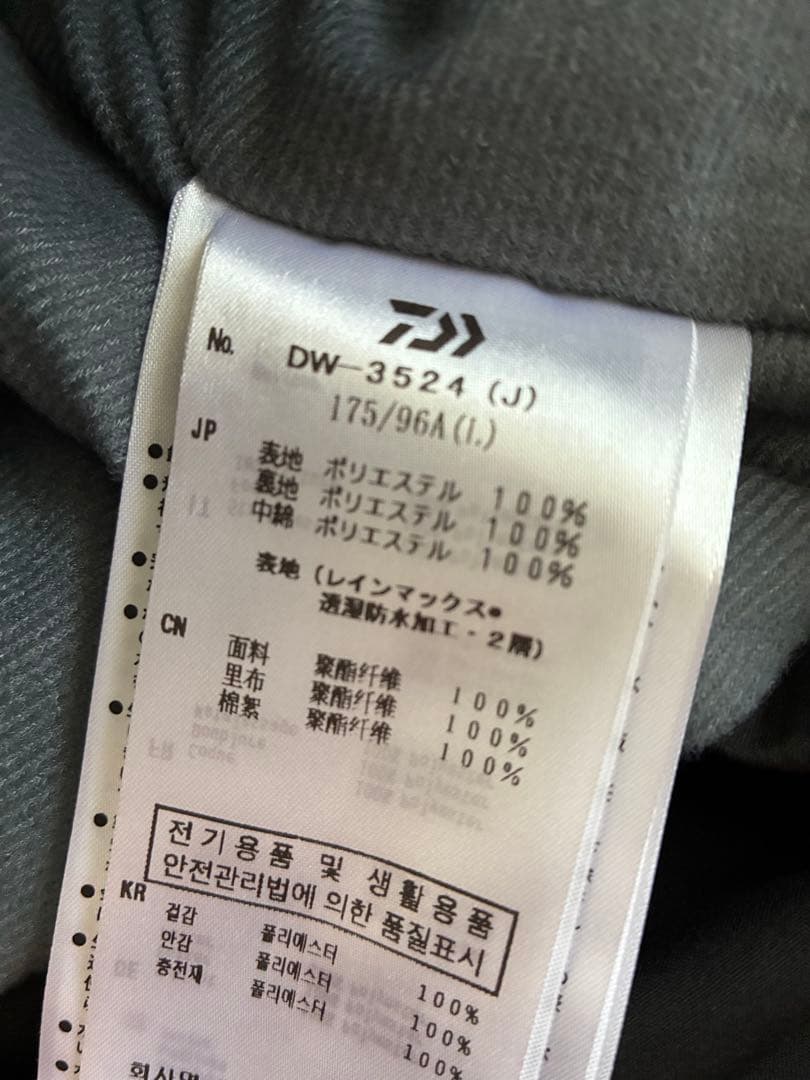 No. DW-3524 (J)
175/96A(L)
JP
表地 ポリエステル 100%
裏地 ポリエステル 100%
中綿 ポリエステル 100%
表地 (レインマックス®
透湿防水加工・2層)
CN
面料 聚酯纤维 100%
里布 聚酯纤维 100%
棉絮 聚酯纤维 100%
전기용품 및 생활용품
안전관리법에 의한 품질표시
KR
겉감 폴리에스터 100%
안감 폴리에스터 100%
충전재 폴리에스터 100%
회사명